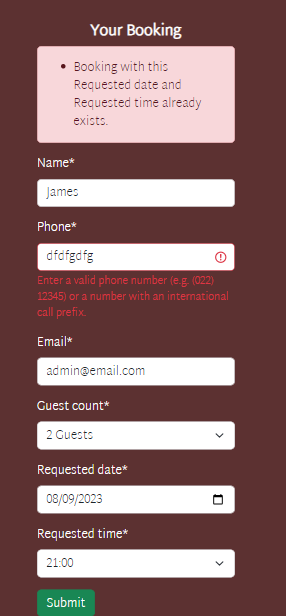 Your Booking
Booking with this
Requested date and
Requested time already
exists.
Name*
James
Phone*
dfdfgdfg
Enter a valid phone number (e.g. (022)
12345) or a number with an international
call prefix.
Email*
admin@email.com
Guest count*
2 Guests
Requested date*
08/09/2023
Requested time*
21:00
Submit